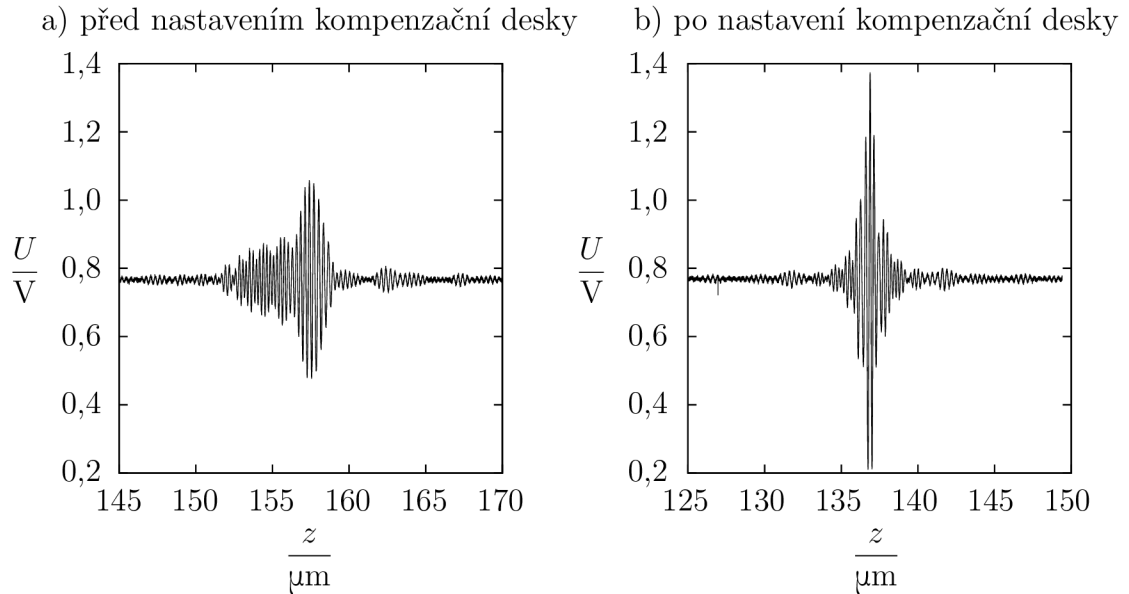 a) před nastavením kompenzační desky
1,4
1,2
1,0
0,8
0,6
0,4
0,2
U
V
145 150 155 160 165 170
z
μm
b) po nastavení kompenzační desky
1,4
1,2
1,0
0,8
0,6
0,4
0,2
U
V
125 130 135 140 145 150
z
μm